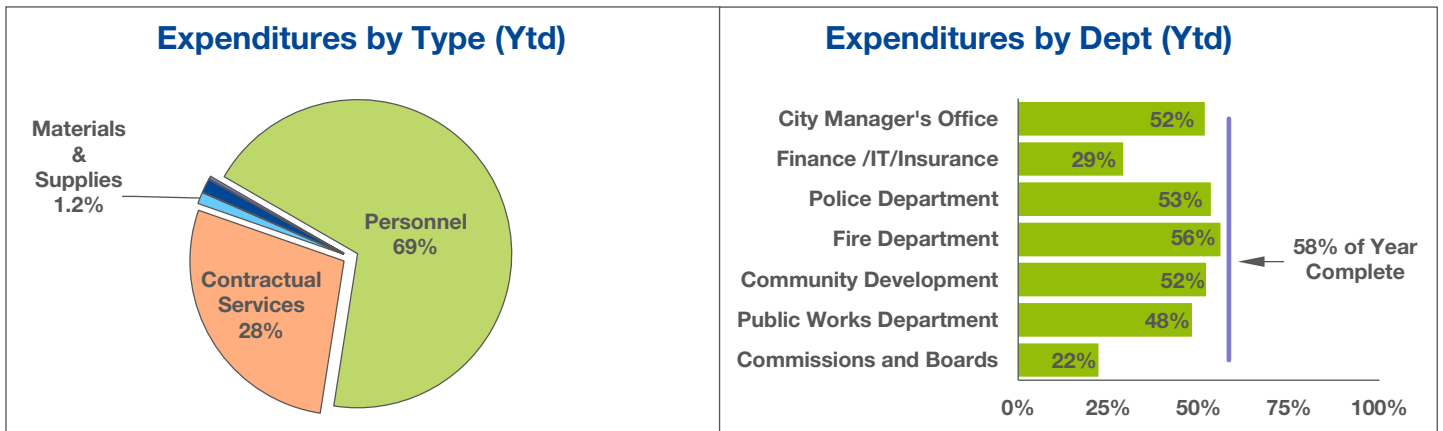 Expenditures by Type (Ytd)
Materials
&
Supplies
1.2%
Personnel
69%
Contractual
Services
28%
Expenditures by Dept (Ytd)
City Manager's Office
52%
Finance /IT/Insurance
29%
Police Department
53%
Fire Department
56%
Community Development
52%
Public Works Department
48%
Commissions and Boards
22%
58% of Year
Complete
0% 25% 50% 75% 100%